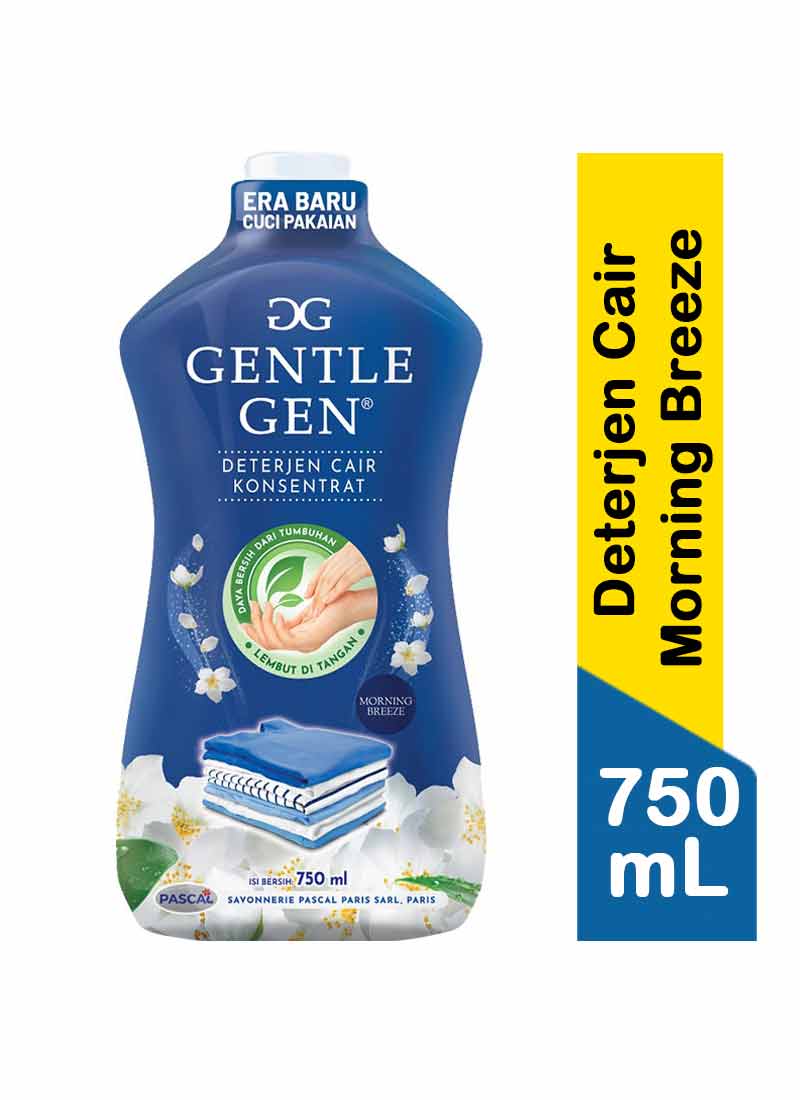 ERA BARU
CUCI PAKAIAN
GG
GENTLE
GEN®
DETERJEN CAIR
KONSENTRAT
DAYA BERSIH DARI TUMBUHAN
• LEMBUT DI TANGAN •
MORNING
BREEZE
ISI BERSIH 750 ml
PASCAL
SAVONNERIE PASCAL PARIS SARL, PARIS
Deterjen Cair
Morning Breeze
750
mL